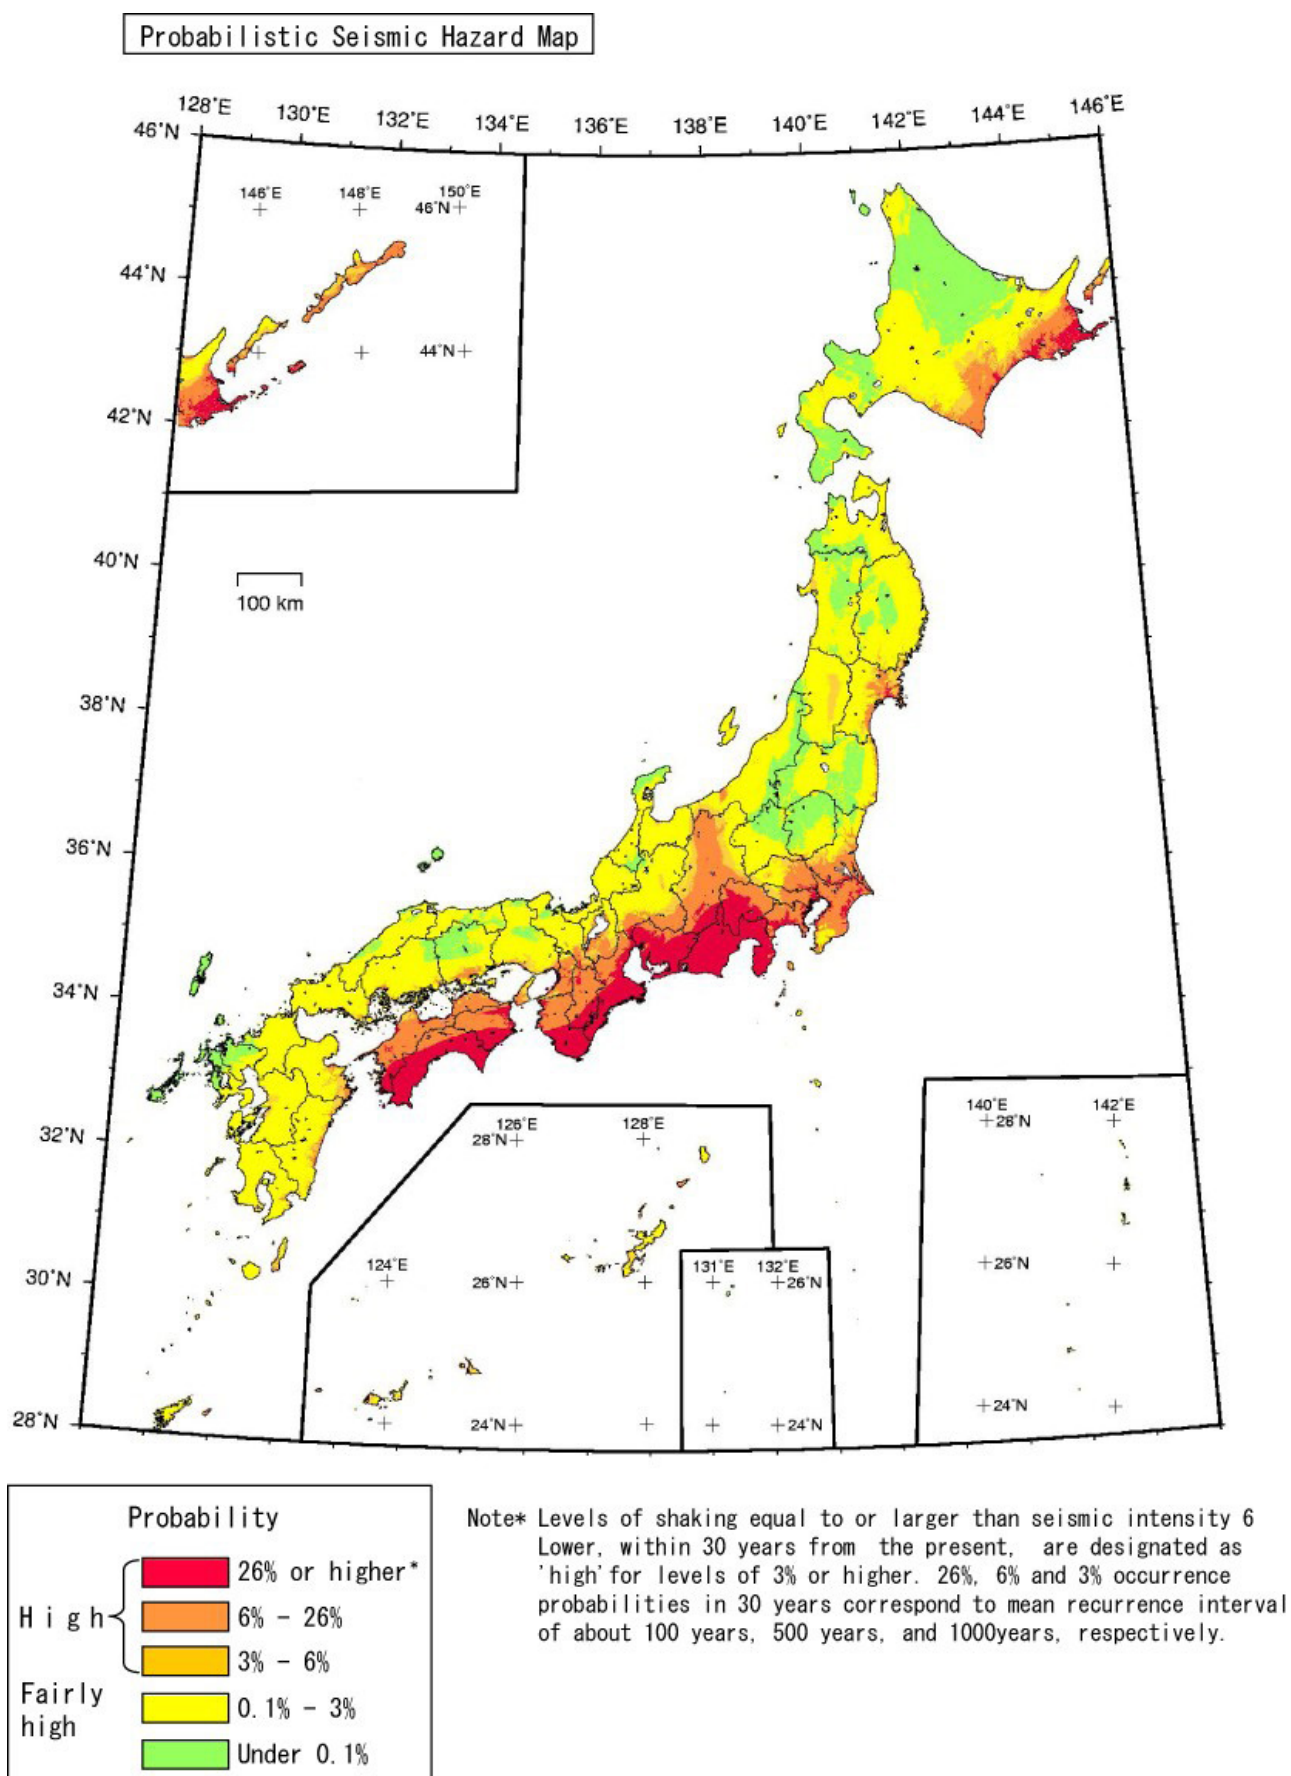 Probabilistic Seismic Hazard Map
128°E 130°E 132°E 134°E 136°E 138°E 140°E 142°E 144°E 146°E
46°N
146°E 148°E 150°E
46°N
44°N
44°N
42°N
40°N
100 km
38°N
36°N
34°N
32°N
126°E 128°E
28°N
140°E 142°E
28°N
30°N
124°E
26°N
131°E 132°E
26°N
26°N
28°N
24°N
24°N
24°N
Probability
High
26% or higher*
6% - 26%
3% - 6%
Fairly
high
0.1% - 3%
Under 0.1%
Note* Levels of shaking equal to or larger than seismic intensity 6
Lower, within 30 years from the present, are designated as
'high' for levels of 3% or higher. 26%, 6% and 3% occurrence
probabilities in 30 years correspond to mean recurrence interval
of about 100 years, 500 years, and 1000years, respectively.